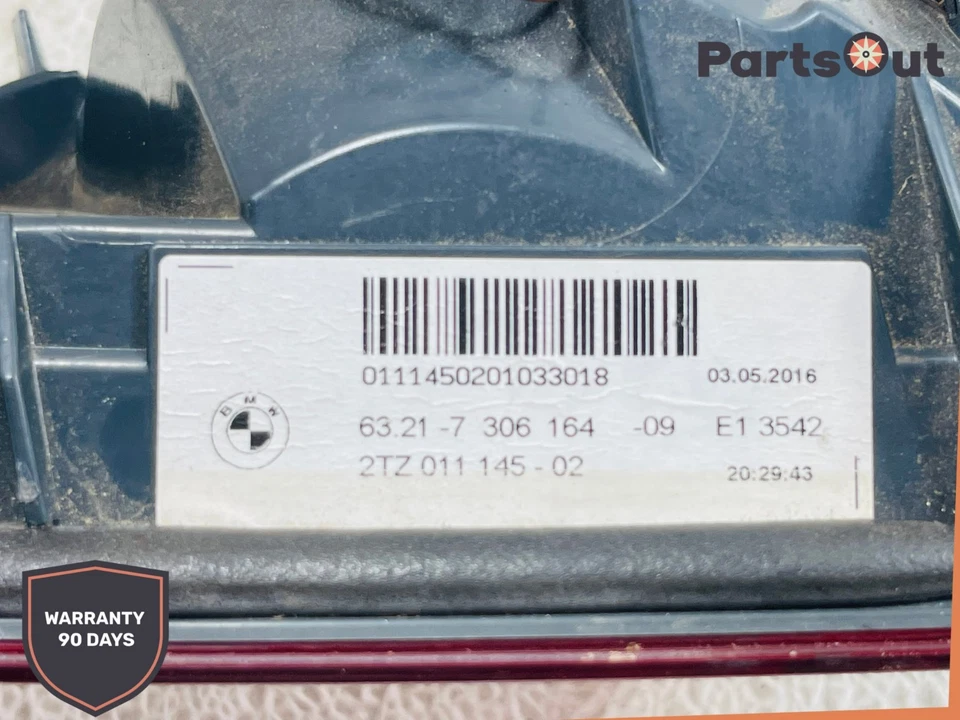 PartsOut
0111450201033018
03.05.2016
BMW
63.21 -7 306 164 -09 E1 3542
2TZ 011 145 - 02
20:29:43
WARRANTY
90 DAYS